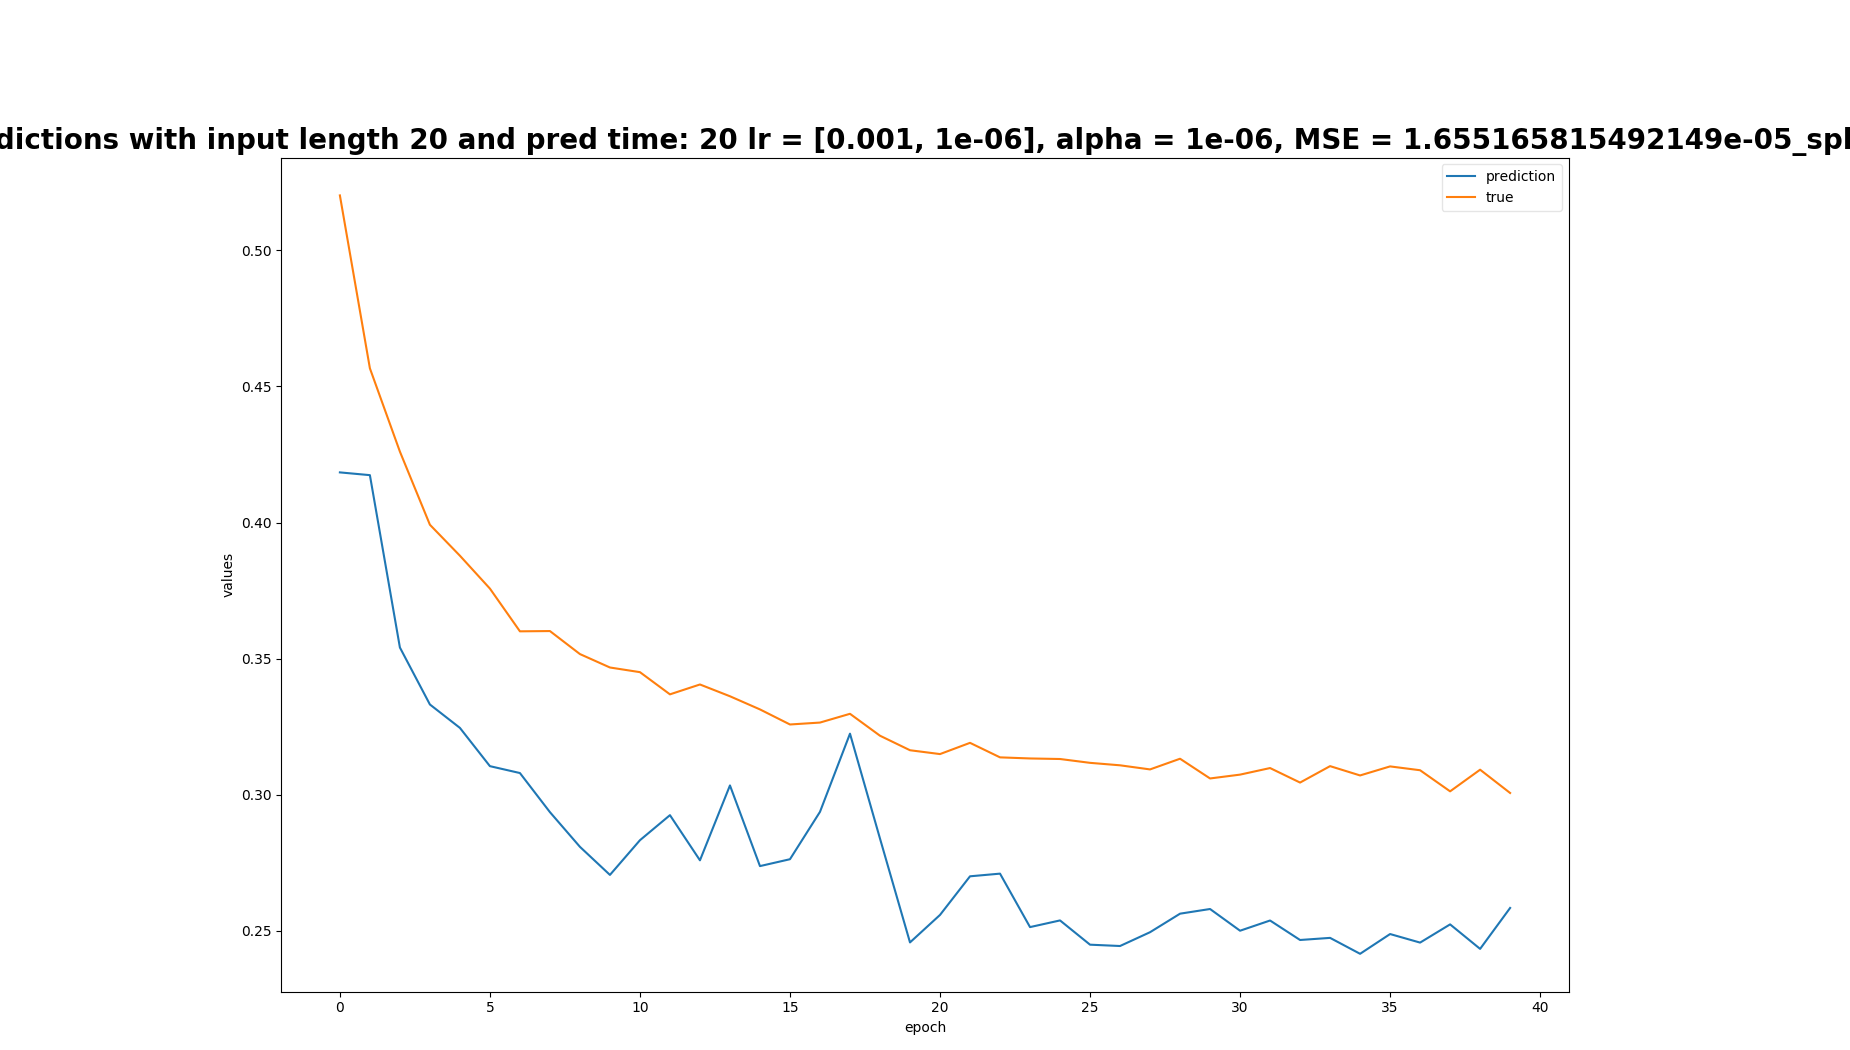 dictions with input length 20 and pred time: 20 lr = [0.001, 1e-06], alpha = 1e-06, MSE = 1.655165815492149e-05_spl
prediction
true
0.50
0.45
0.40
0.35
0.30
0.25
values
0 5 10 15 20 25 30 35 40
epoch